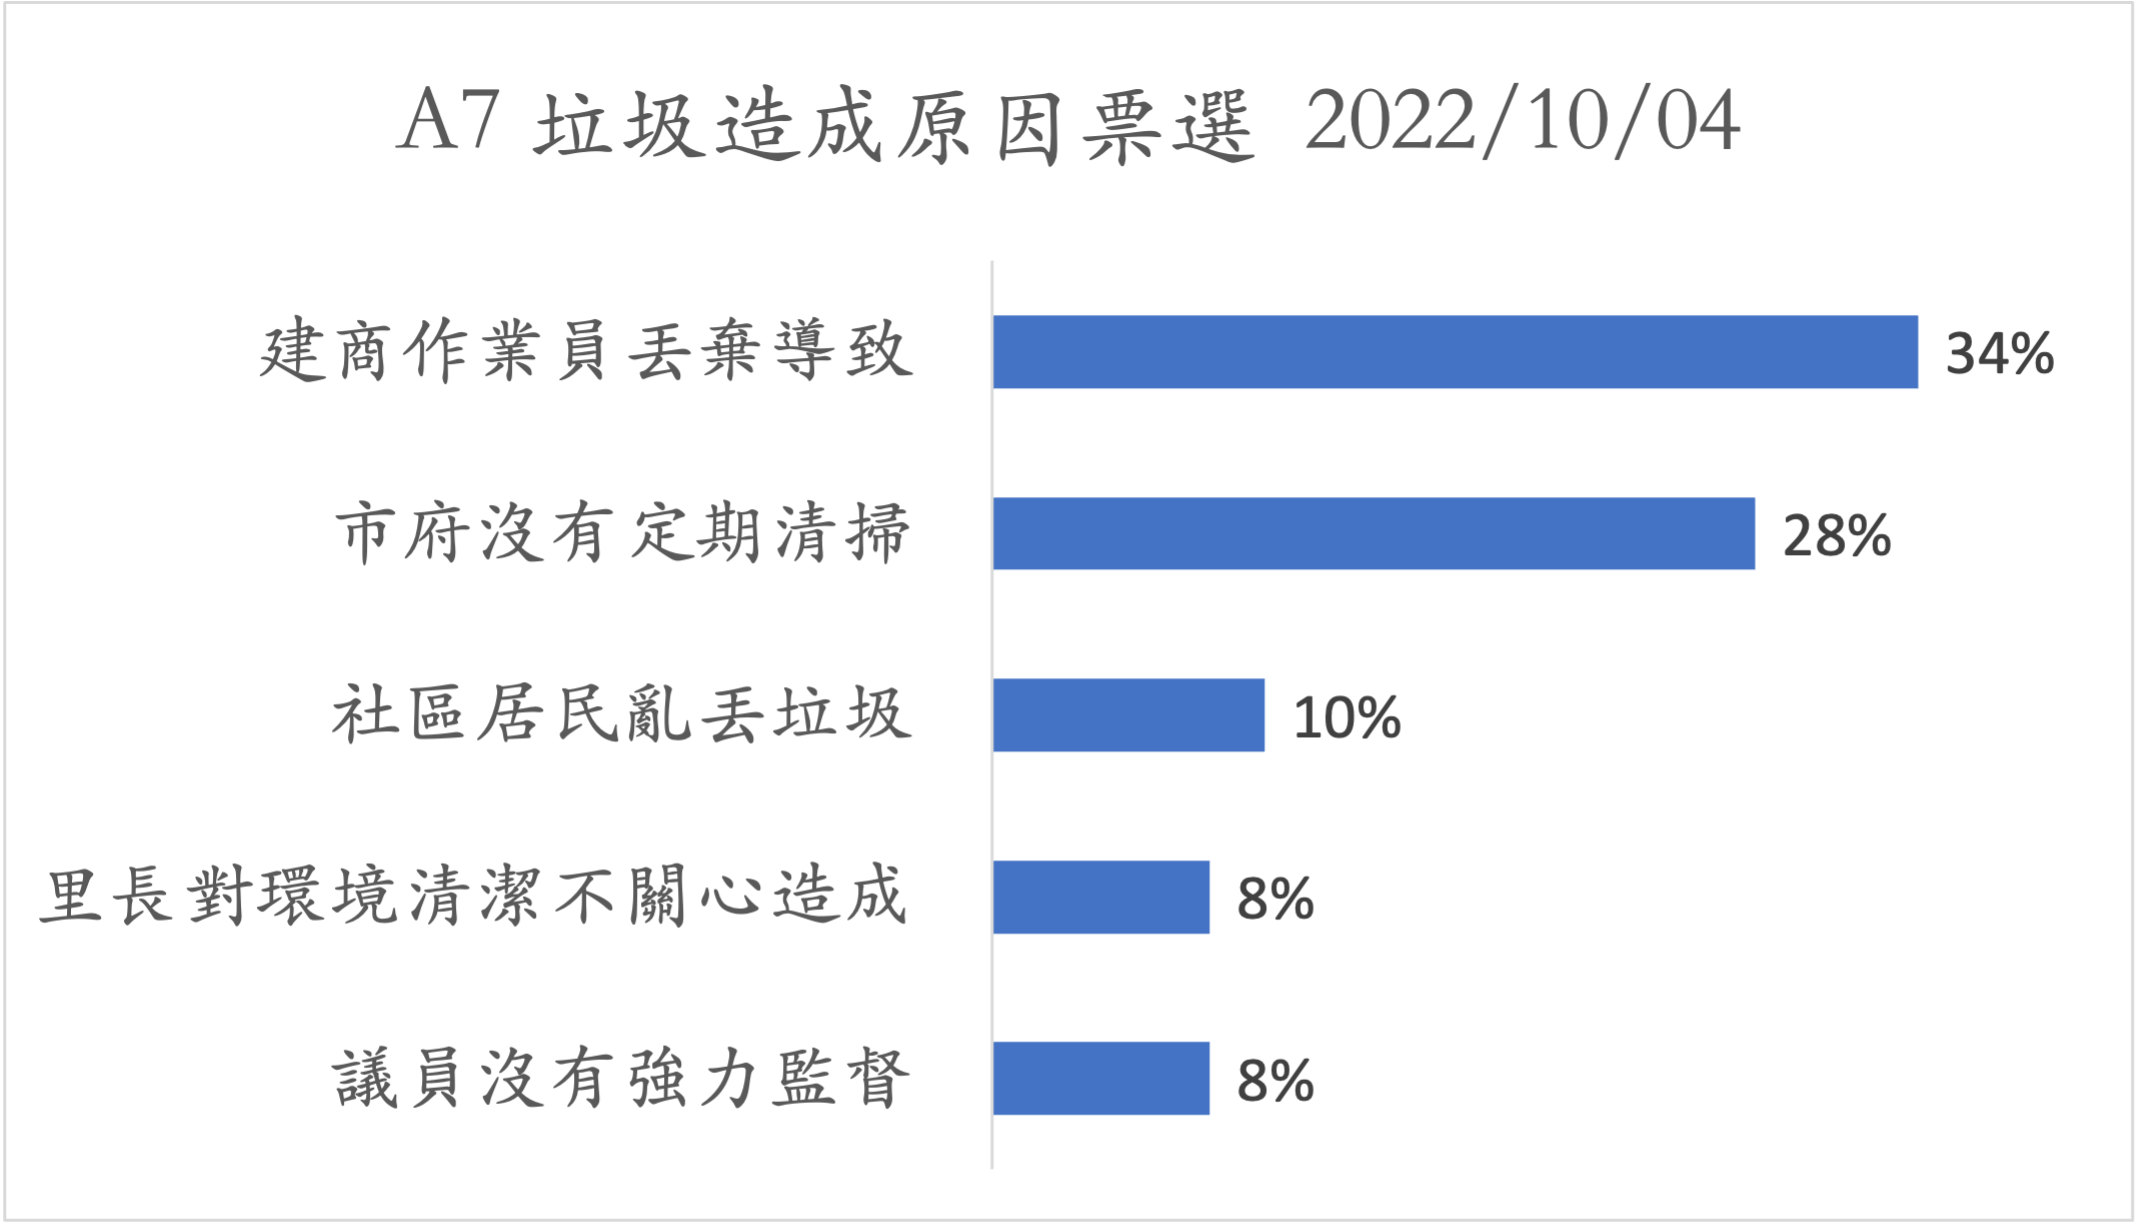 A7垃圾造成原因票選 2022/10/04
建商作業員丟棄導致
34%
市府沒有定期清掃
28%
社區居民亂丟垃圾
10%
里長對環境清潔不關心造成
8%
議員沒有強力監督
8%